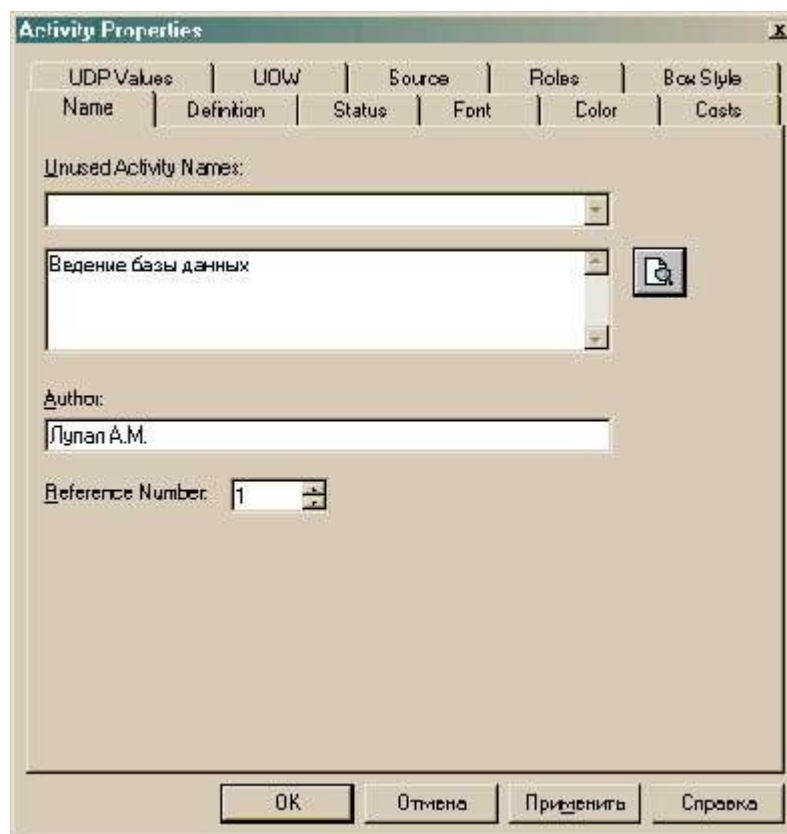 Activity Properties
UDP Values UOW Source Roles Box Style
Name Definition Status Font Color Costs
Unused Activity Names:
Ведение базы данных
Author:
Лупал А.М.
Reference Number: 1
OK Отмена Применить Справка